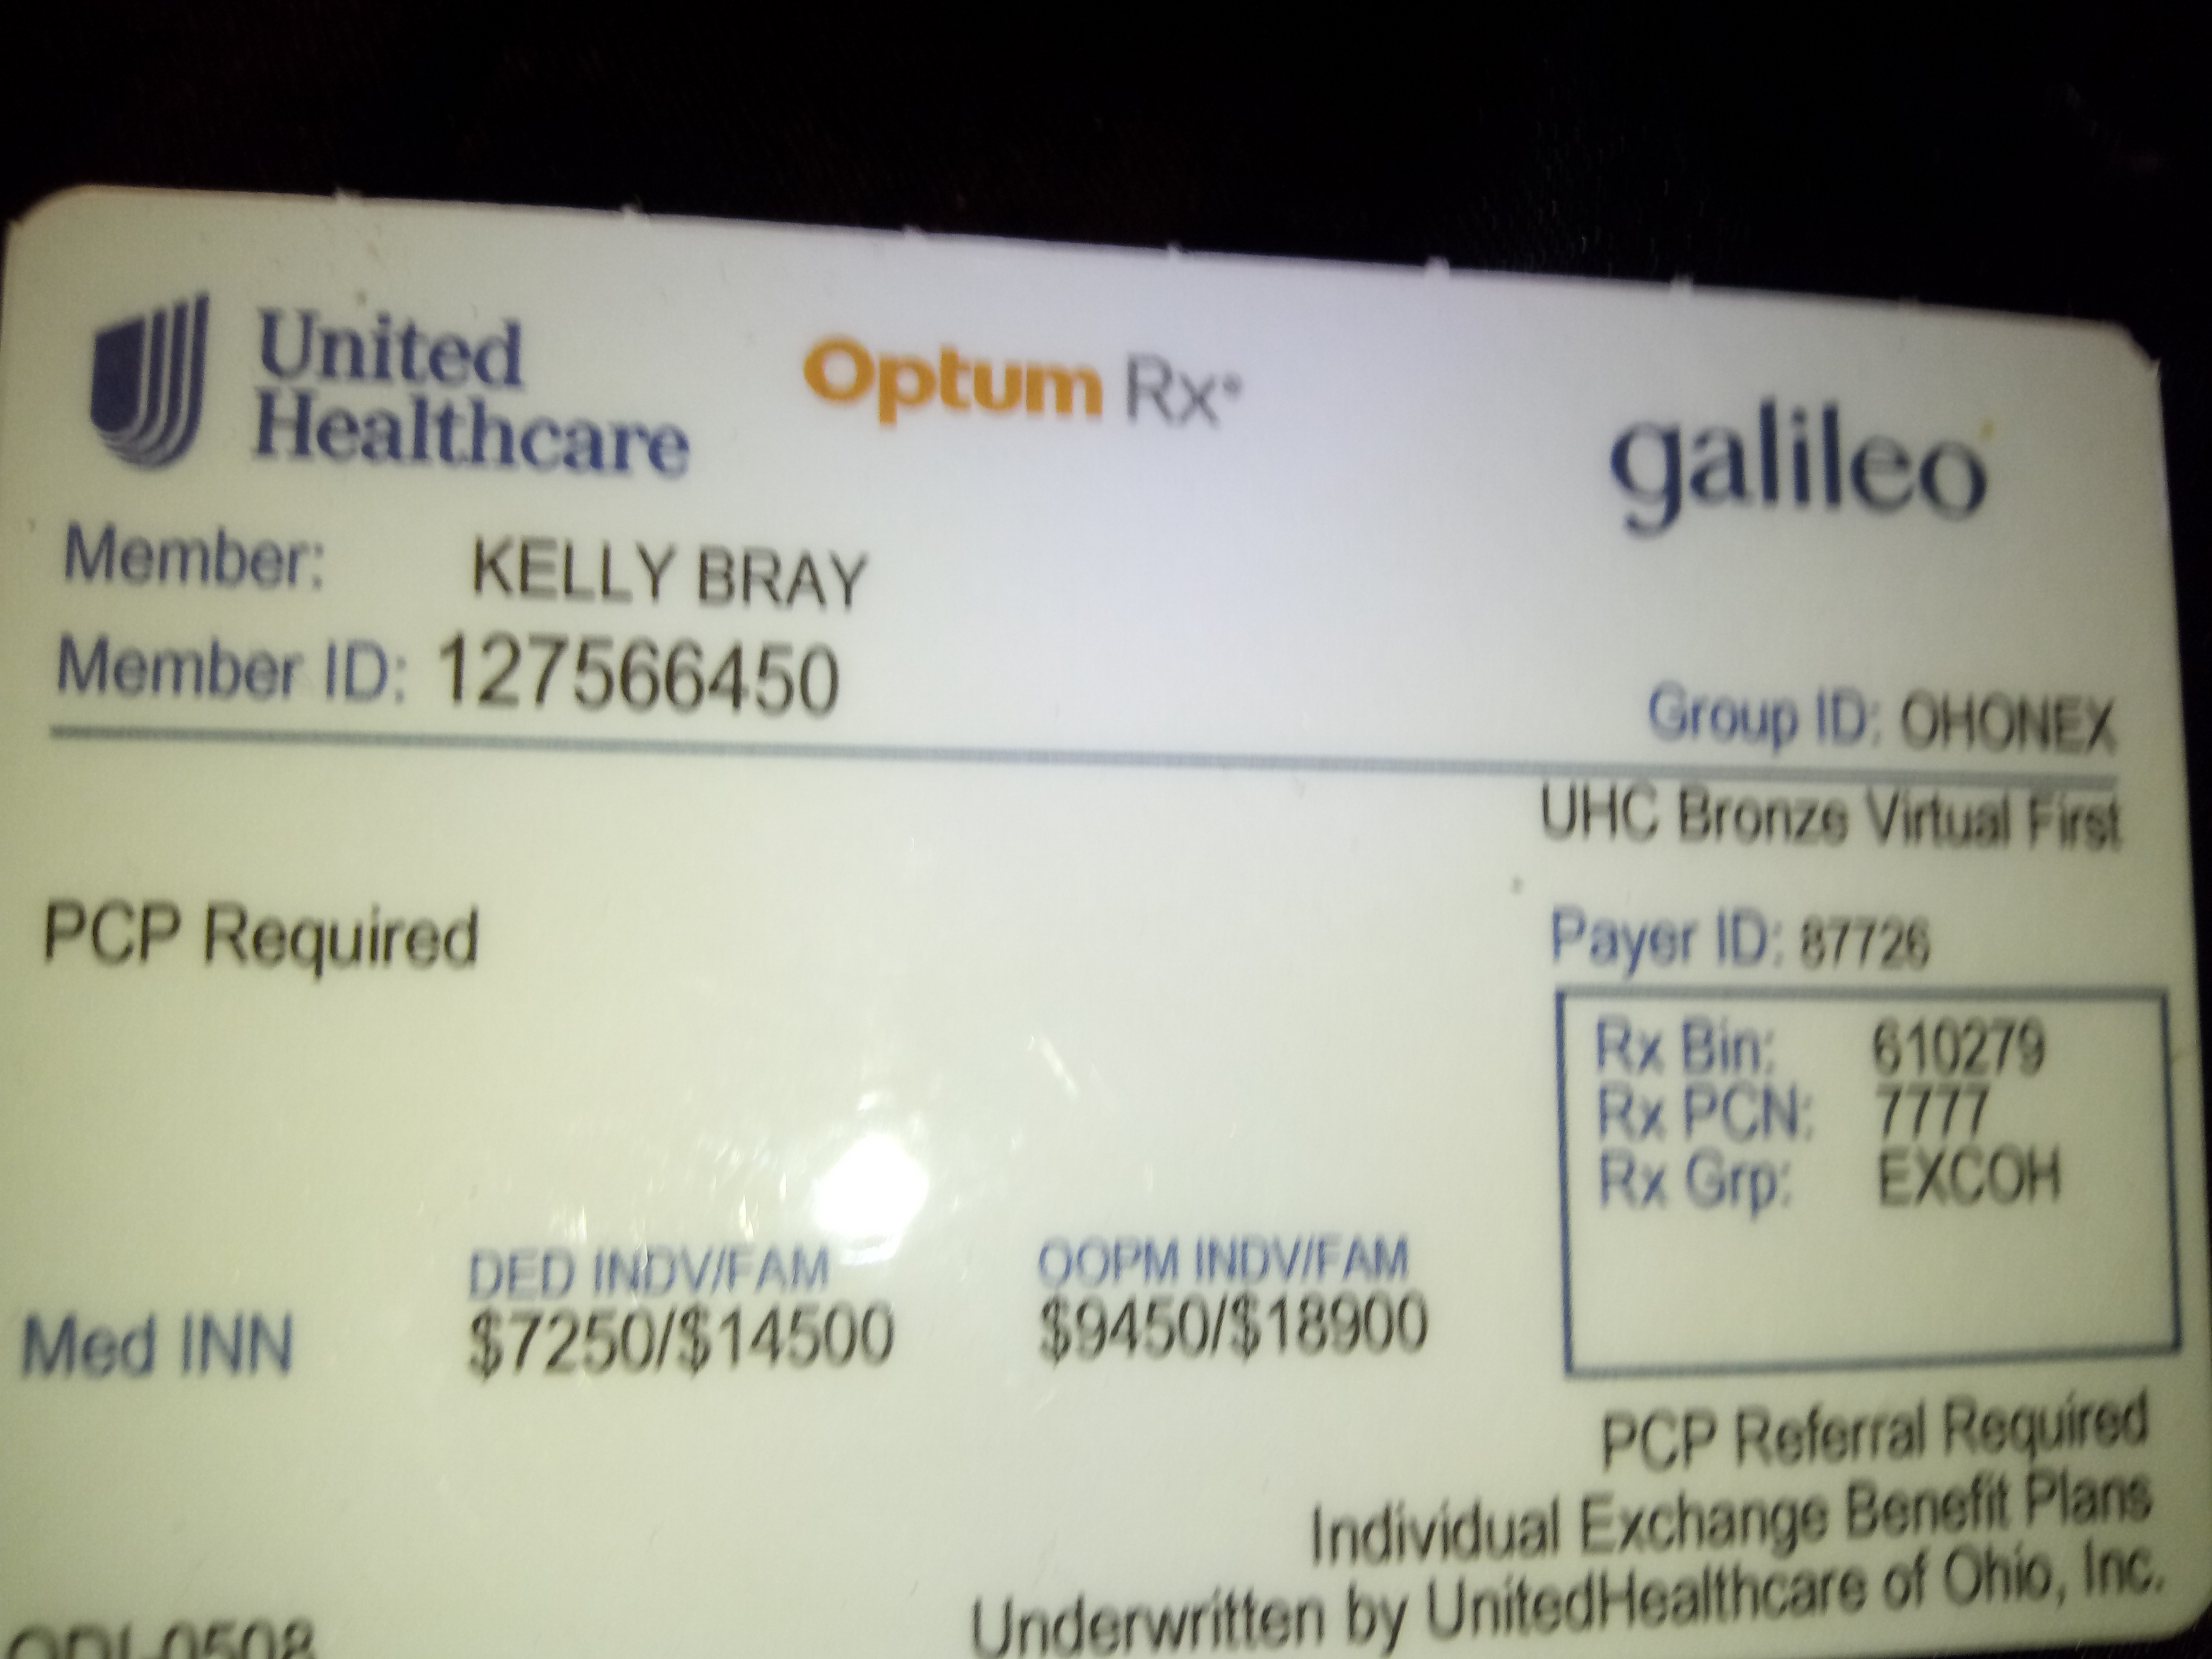 United Healthcare
Optum Rx®
galileo
Member: KELLY BRAY
Member ID: 127566450
Group ID: OHONEX
UHC Bronze Virtual First
PCP Required
Payer ID: 87726
Rx Bin: 610279
Rx PCN: 7777
Rx Grp: EXCOH
DED INDV/FAM
OOPM INDV/FAM
Med INN $7250/$14500 $9450/$18900
PCP Referral Required
Individual Exchange Benefit Plans
Underwritten by UnitedHealthcare of Ohio, Inc.